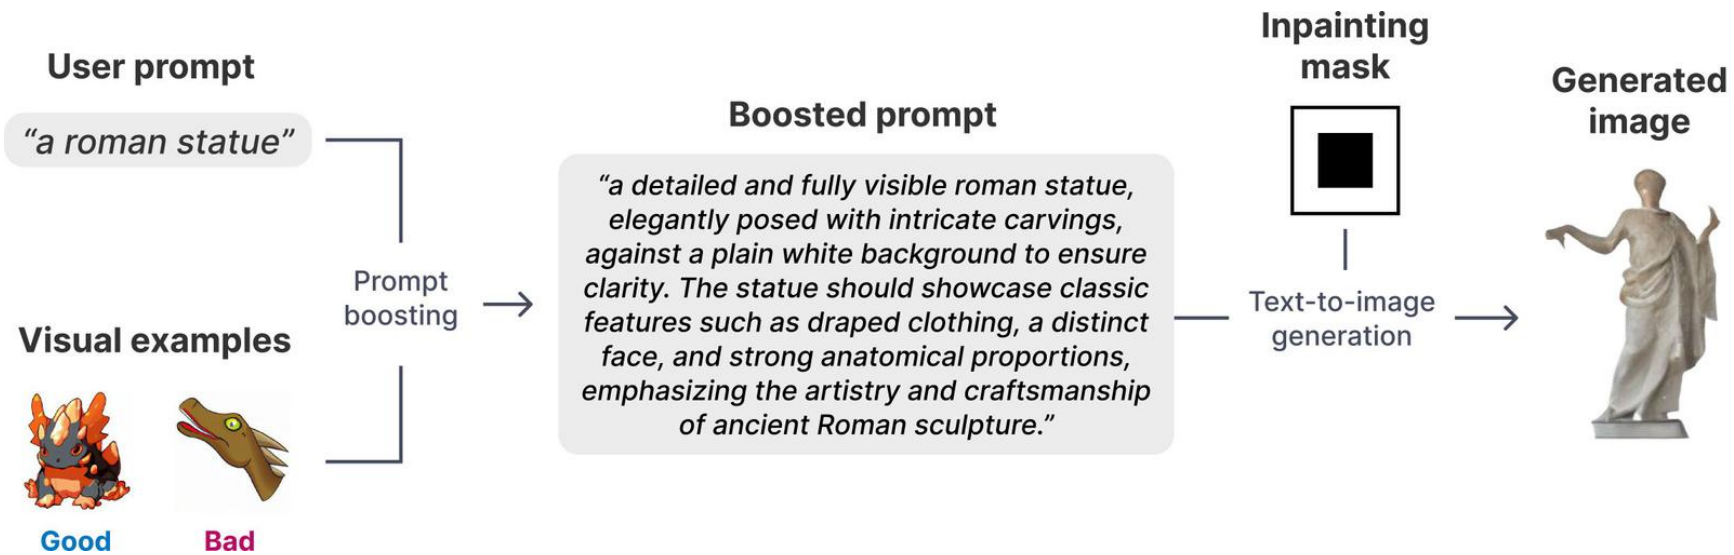 User prompt
“a roman statue”
Visual examples
Good
Bad
Prompt
boosting
Boosted prompt
“a detailed and fully visible roman statue,
elegantly posed with intricate carvings,
against a plain white background to ensure
clarity. The statue should showcase classic
features such as draped clothing, a distinct
face, and strong anatomical proportions,
emphasizing the artistry and craftsmanship
of ancient Roman sculpture.”
Inpainting
mask
Text-to-image
generation
Generated
image